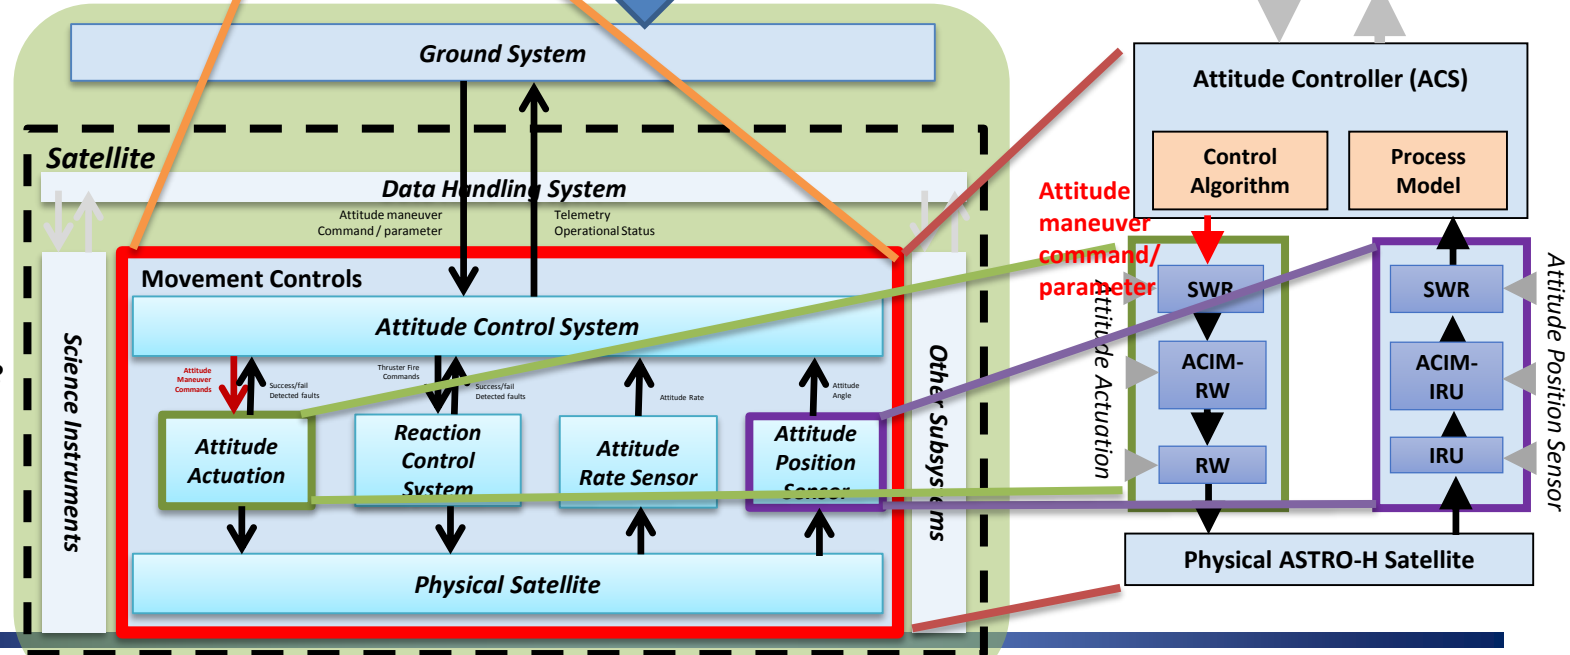 Ground System
Satellite
Data Handling System
Attitude maneuver
Command / parameter
Telemetry
Operational Status
Movement Controls
Attitude Control System
Attitude
Maneuver
Commands
Success/fail
Detected faults
Thruster Fire
Commands
Success/fail
Detected faults
Attitude Rate
Attitude
Angle
Attitude
Actuation
Reaction
Control
System
Attitude
Rate Sensor
Attitude
Position
Sensor
Physical Satellite
Science Instruments
Other Subsystems
Attitude Controller (ACS)
Control
Algorithm
Process
Model
Attitude
maneuver
command/
parameter
Attitude Actuation
SWR
ACIM-
RW
RW
SWR
ACIM-
IRU
IRU
Attitude Position Sensor
Physical ASTRO-H Satellite